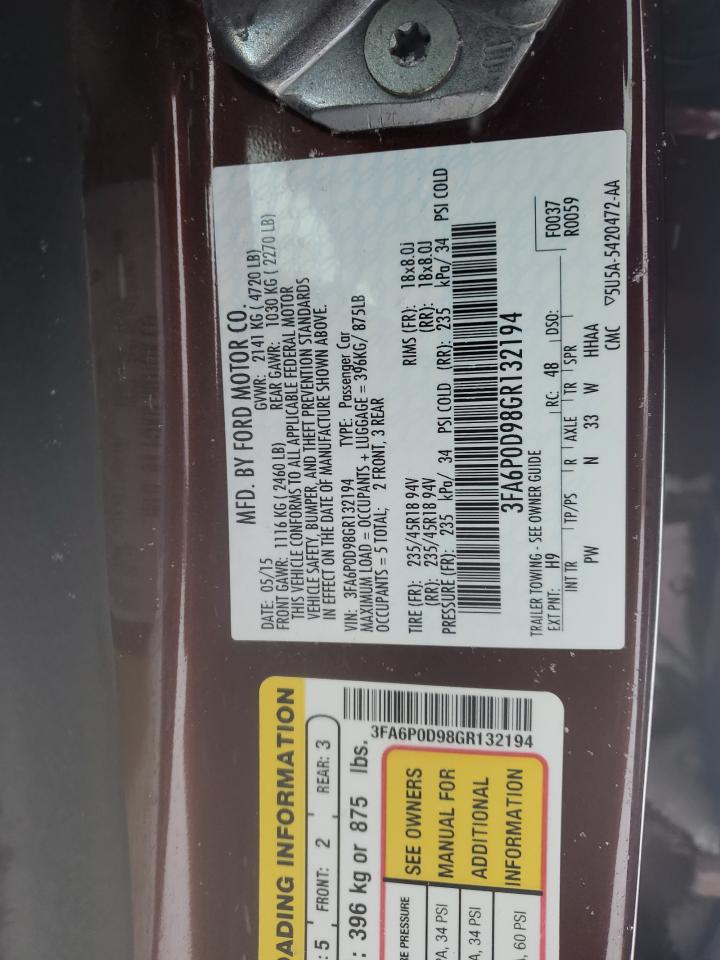 MFD. BY FORD MOTOR CO.
DATE: 05/15 GVWR: 2141 KG ( 4720 LB)
FRONT GAWR: 1116 KG ( 2460 LB) REAR GAWR: 1030 KG ( 2270 LB)
THIS VEHICLE CONFORMS TO ALL APPLICABLE FEDERAL MOTOR
VEHICLE SAFETY, BUMPER, AND THEFT PREVENTION STANDARDS
IN EFFECT ON THE DATE OF MANUFACTURE SHOWN ABOVE.
VIN: 3FA6P0D98GR132194 TYPE: Passenger Car
MAXIMUM LOAD = OCCUPANTS + LUGGAGE = 396KG/ 875LB
OCCUPANTS = 5 TOTAL; 2 FRONT, 3 REAR
TIRE (FR): 235/45R18 94V RIMS (FR): 18x8.0J
(RR): 235/45R18 94V (RR): 18x8.0J
PRESSURE (FR): 235 kPa/ 34 PSI COLD (RR): 235 kPa/ 34 PSI COLD
3FA6P0D98GR132194
TRAILER TOWING - SEE OWNER GUIDE
EXT PNT: H9 RC: 48 DSO: F0037
R0059
INT TR TP/PS R AXLE TR SPR
PW N 33 W HHAA
CMC ▽5U5A-5420472-AA
OADING INFORMATION
: 5 FRONT: 2 REAR: 3
: 396 kg or 875 lbs.
3FA6P0D98GR132194
RE PRESSURE
PA, 34 PSI
A, 34 PSI
A, 60 PSI
SEE OWNERS
MANUAL FOR
ADDITIONAL
INFORMATION